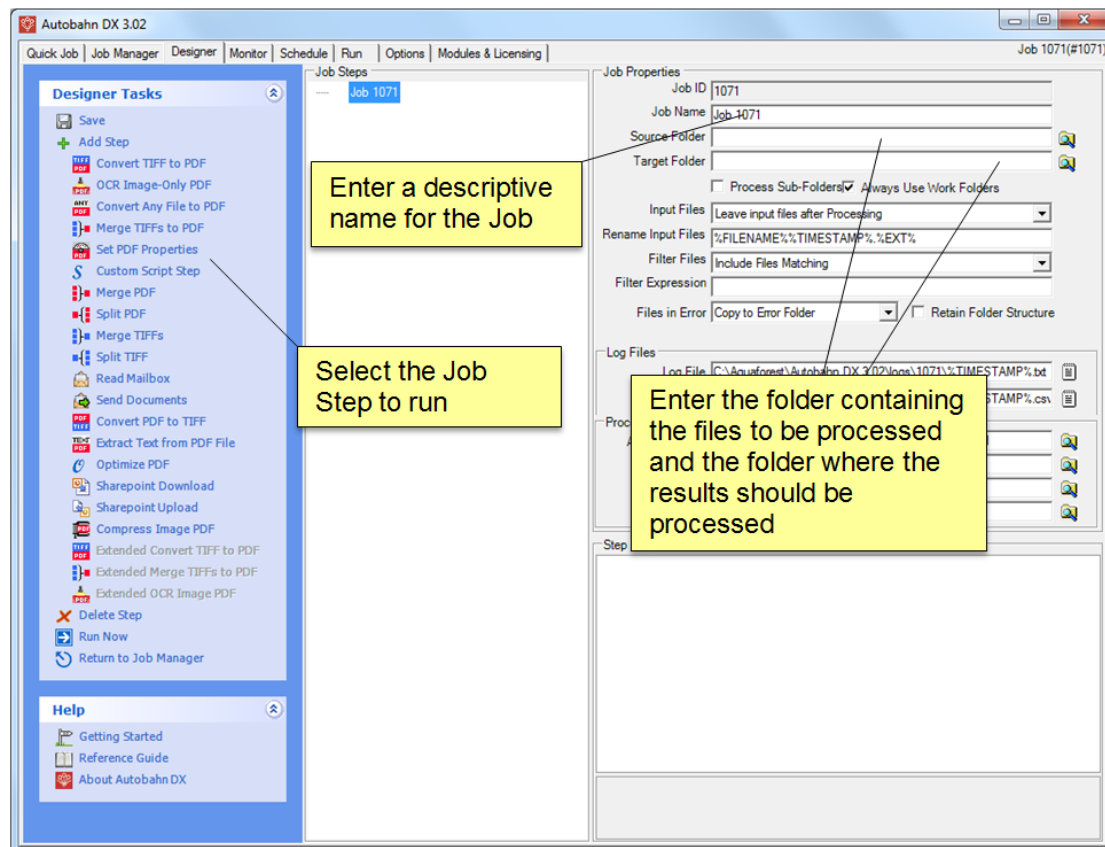 Autobahn DX 3.02
Quick Job Job Manager Designer Monitor Schedule Run Options Modules & Licensing Job 1071(#1071)
Designer Tasks
Save
Add Step
Convert TIFF to PDF
OCR Image-Only PDF
Convert Any File to PDF
Merge TIFFs to PDF
Set PDF Properties
Custom Script Step
Merge PDF
Split PDF
Merge TIFFs
Split TIFF
Read Mailbox
Send Documents
Convert PDF to TIFF
Extract Text from PDF File
Optimize PDF
Sharepoint Download
Sharepoint Upload
Compress Image PDF
Extended Convert TIFF to PDF
Extended Merge TIFFs to PDF
Extended OCR Image PDF
Delete Step
Run Now
Return to Job Manager
Help
Getting Started
Reference Guide
About Autobahn DX
Job Steps
Job 1071
Enter a descriptive
name for the Job
Select the Job
Step to run
Job Properties
Job ID 1071
Job Name Job 1071
Source Folder
Target Folder
Process Sub-Folders Always Use Work Folders
Input Files Leave input files after Processing
Rename Input Files %FILENAME%%TIMESTAMP%.%EXT%
Filter Files Include Files Matching
Filter Expression
Files in Error Copy to Error Folder Retain Folder Structure
Log Files
Log File C:\Aquaforest\Autobahn DX 3.02\logs\1071\%TIMESTAMP%.txt
STAMP%.csv
Enter the folder containing
the files to be processed
and the folder where the
results should be
processed
Proc
Step